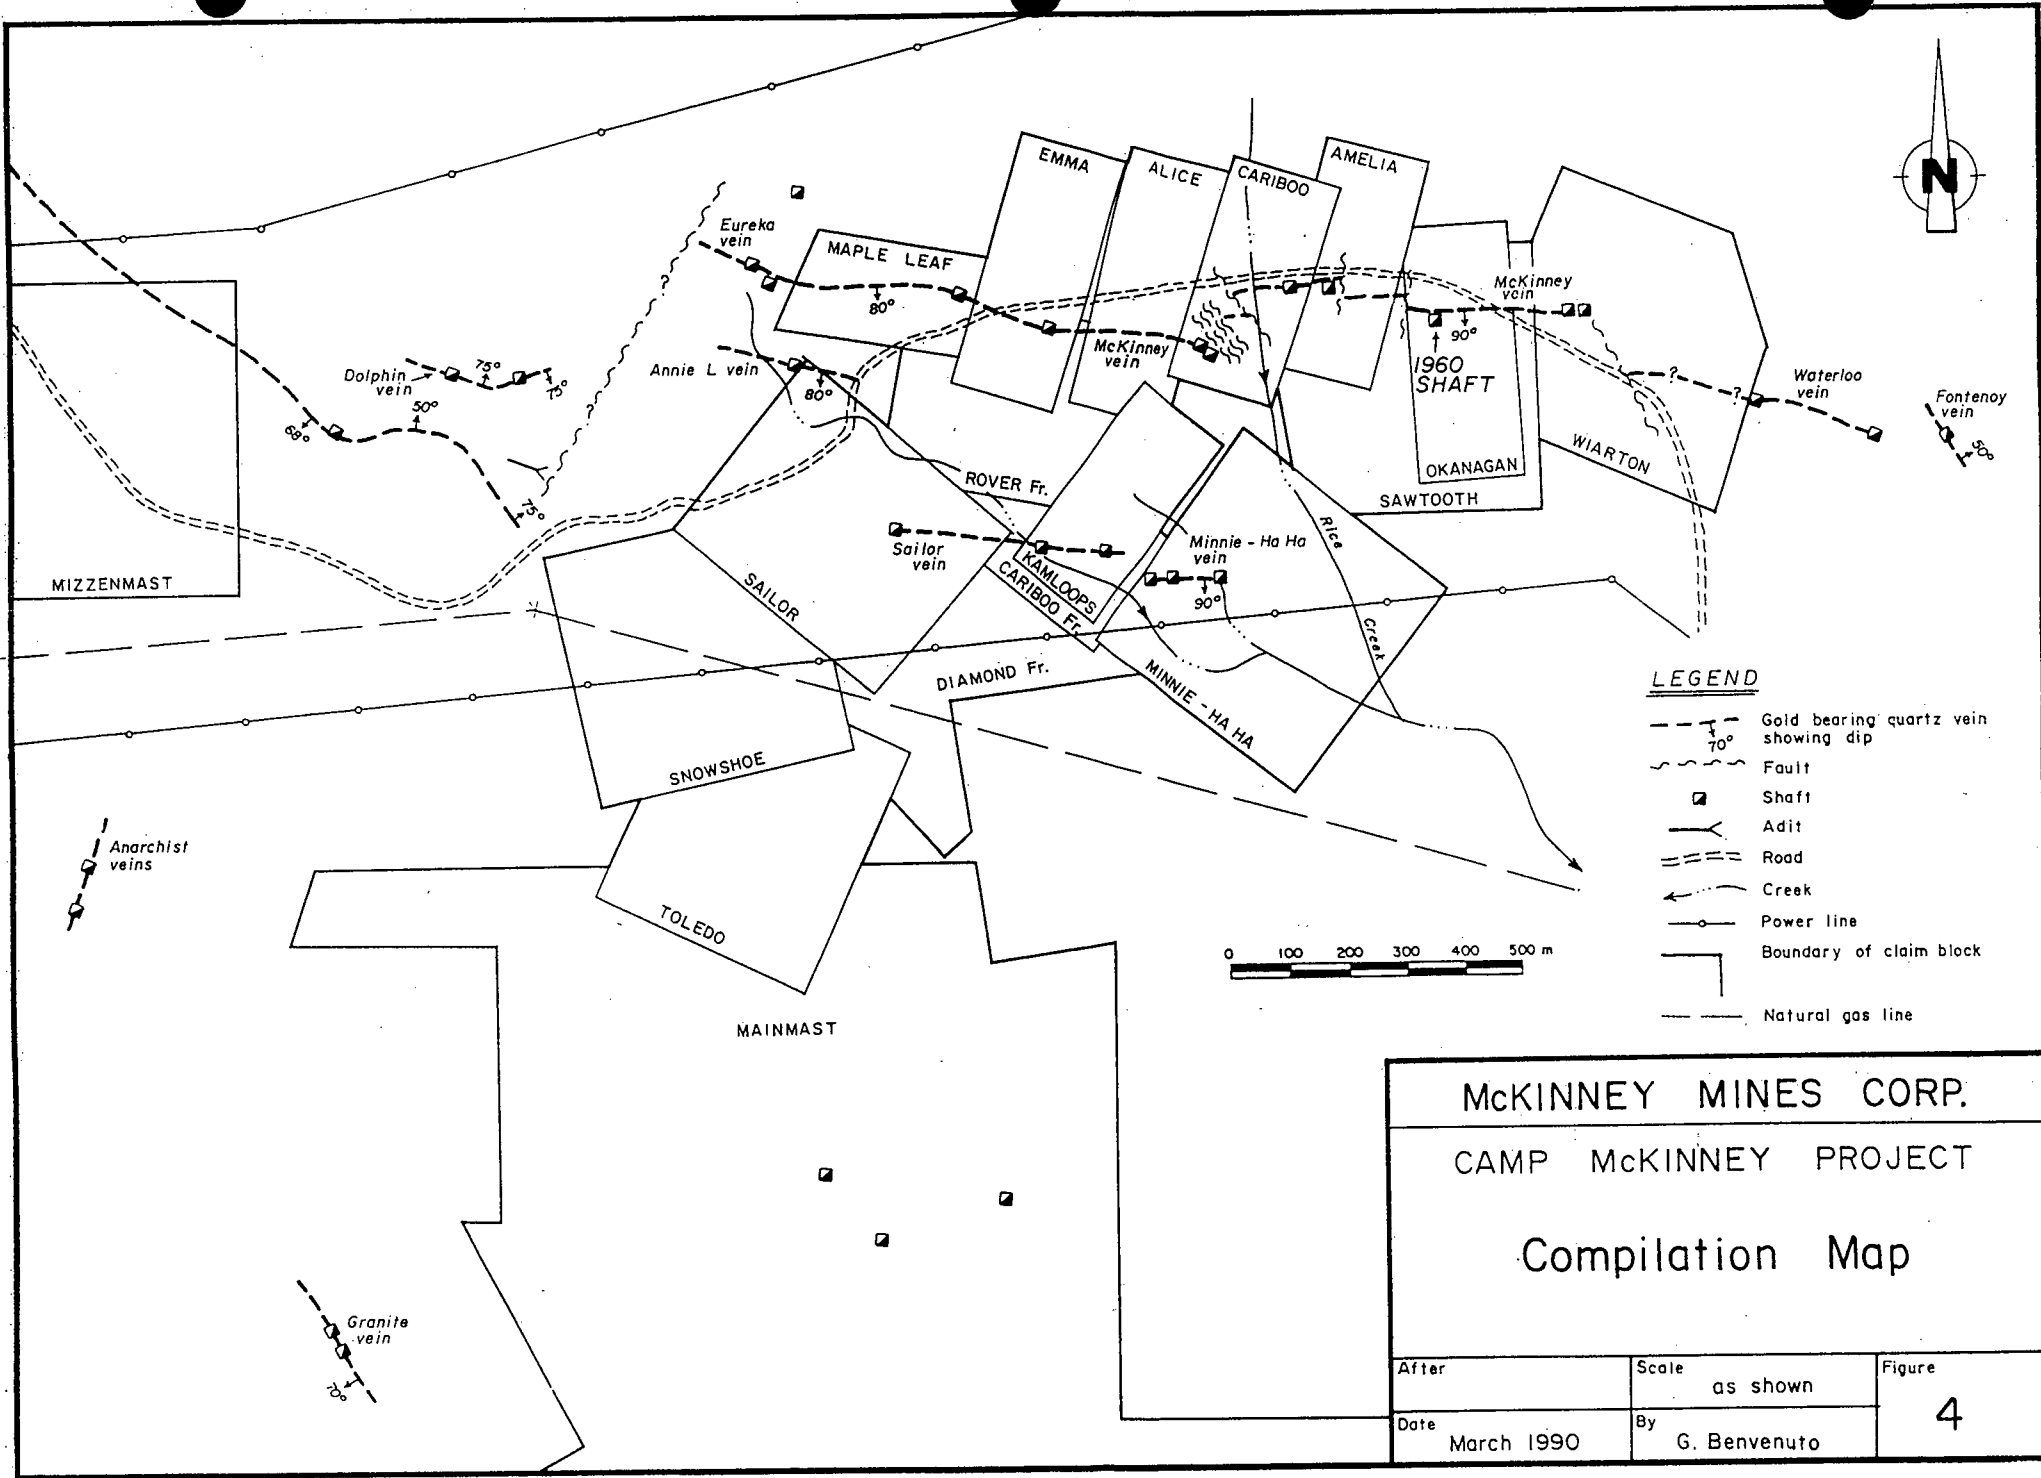 EMMA
ALICE
CARIBOO
AMELIA
N
Eureka
vein
MAPLE LEAF
80°
?
McKinney
vein
McKinney
vein
90°
1960
SHAFT
Annie L vein
80°
Dolphin
vein
75°
75°
50°
68°
75°
?
?
?
Waterloo
vein
Fontenoy
vein
50°
WIARTON
OKANAGAN
SAWTOOTH
ROVER Fr.
Rice
Creek
Sailor
vein
Minnie - Ha Ha
vein
90°
KAMLOOPS
CARIBOO Fr.
MIZZENMAST
SAILOR
DIAMOND Fr.
MINNIE - HA HA
SNOWSHOE
TOLEDO
Anarchist
veins
MAINMAST
Granite
vein
70°
0 100 200 300 400 500 m
LEGEND
70°
Gold bearing quartz vein
showing dip
Fault
Shaft
Adit
Road
Creek
Power line
Boundary of claim block
Natural gas line
McKINNEY MINES CORP.
CAMP McKINNEY PROJECT
Compilation Map
After
Scale
as shown
Figure
4
Date
March 1990
By
G. Benvenuto